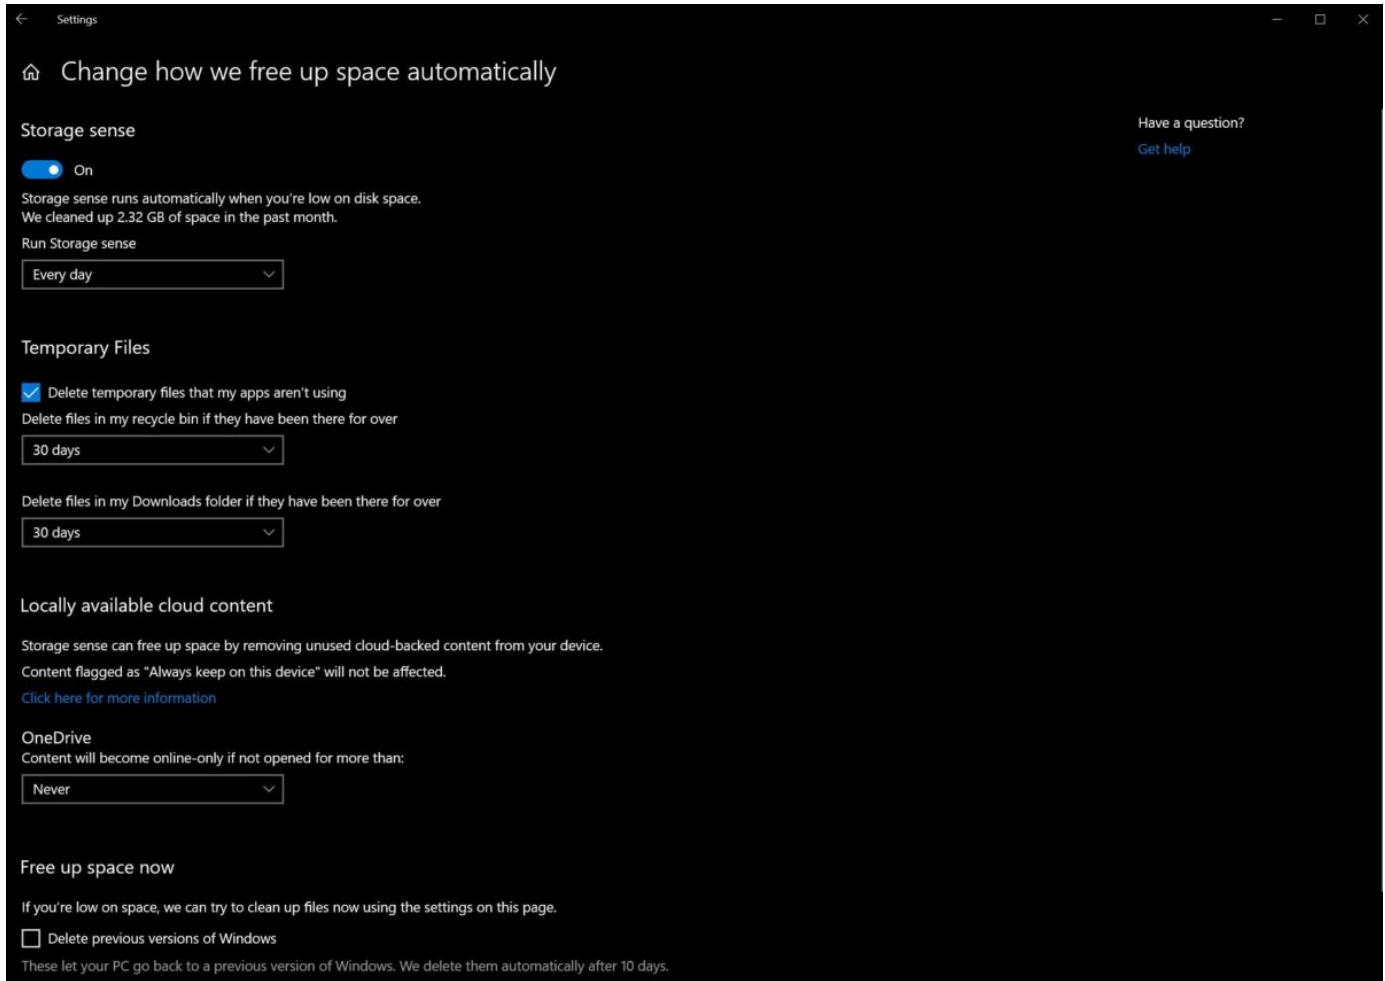 Settings
Change how we free up space automatically
Storage sense
Have a question?
Get help
On
Storage sense runs automatically when you're low on disk space.
We cleaned up 2.32 GB of space in the past month.
Run Storage sense
Every day
Temporary Files
Delete temporary files that my apps aren't using
Delete files in my recycle bin if they have been there for over
30 days
Delete files in my Downloads folder if they have been there for over
30 days
Locally available cloud content
Storage sense can free up space by removing unused cloud-backed content from your device.
Content flagged as "Always keep on this device" will not be affected.
Click here for more information
OneDrive
Content will become online-only if not opened for more than:
Never
Free up space now
If you're low on space, we can try to clean up files now using the settings on this page.
Delete previous versions of Windows
These let your PC go back to a previous version of Windows. We delete them automatically after 10 days.